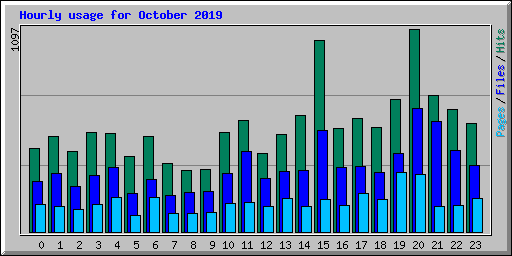 Hourly usage for October 2019
1097
Pages/Files/Hits
0 1 2 3 4 5 6 7 8 9 10 11 12 13 14 15 16 17 18 19 20 21 22 23